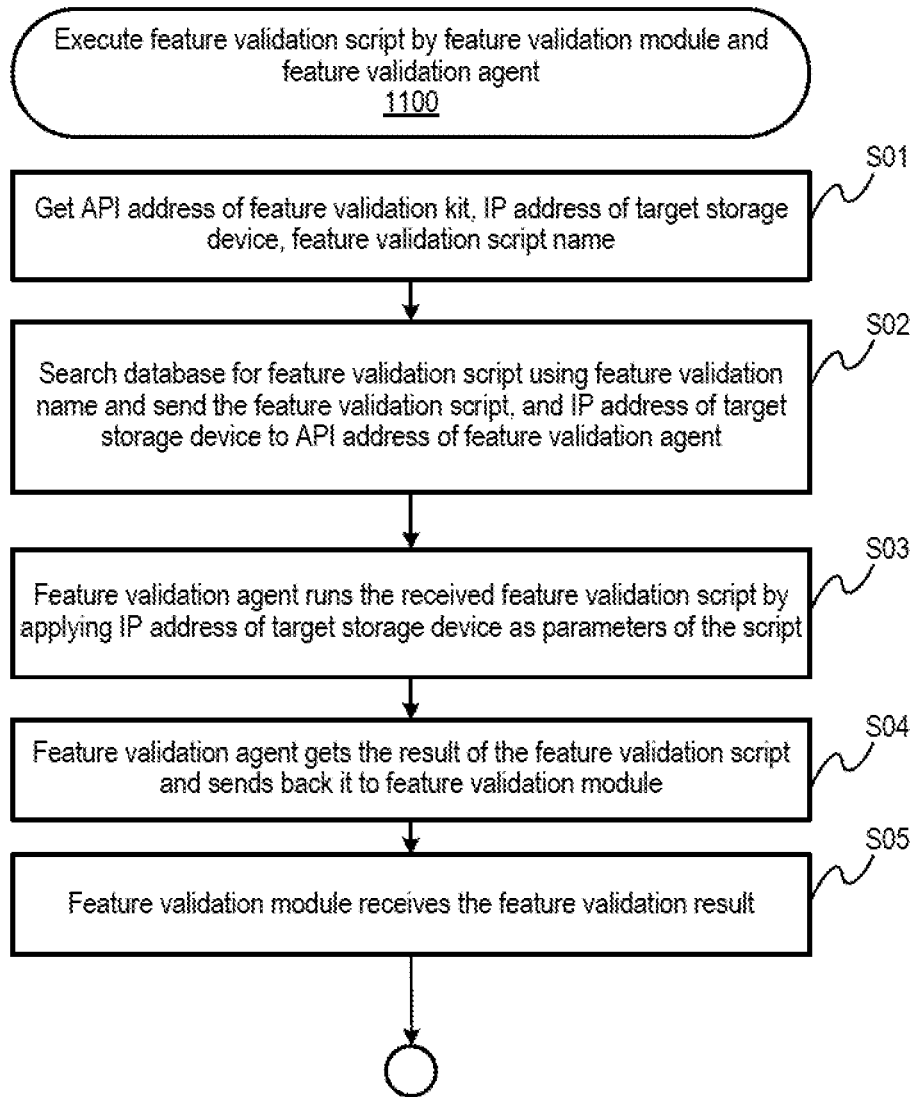 Execute feature validation script by feature validation module and
feature validation agent
1100
S01
Get API address of feature validation kit, IP address of target storage
device, feature validation script name
S02
Search database for feature validation script using feature validation
name and send the feature validation script, and IP address of target
storage device to API address of feature validation agent
S03
Feature validation agent runs the received feature validation script by
applying IP address of target storage device as parameters of the script
S04
Feature validation agent gets the result of the feature validation script
and sends back it to feature validation module
S05
Feature validation module receives the feature validation result